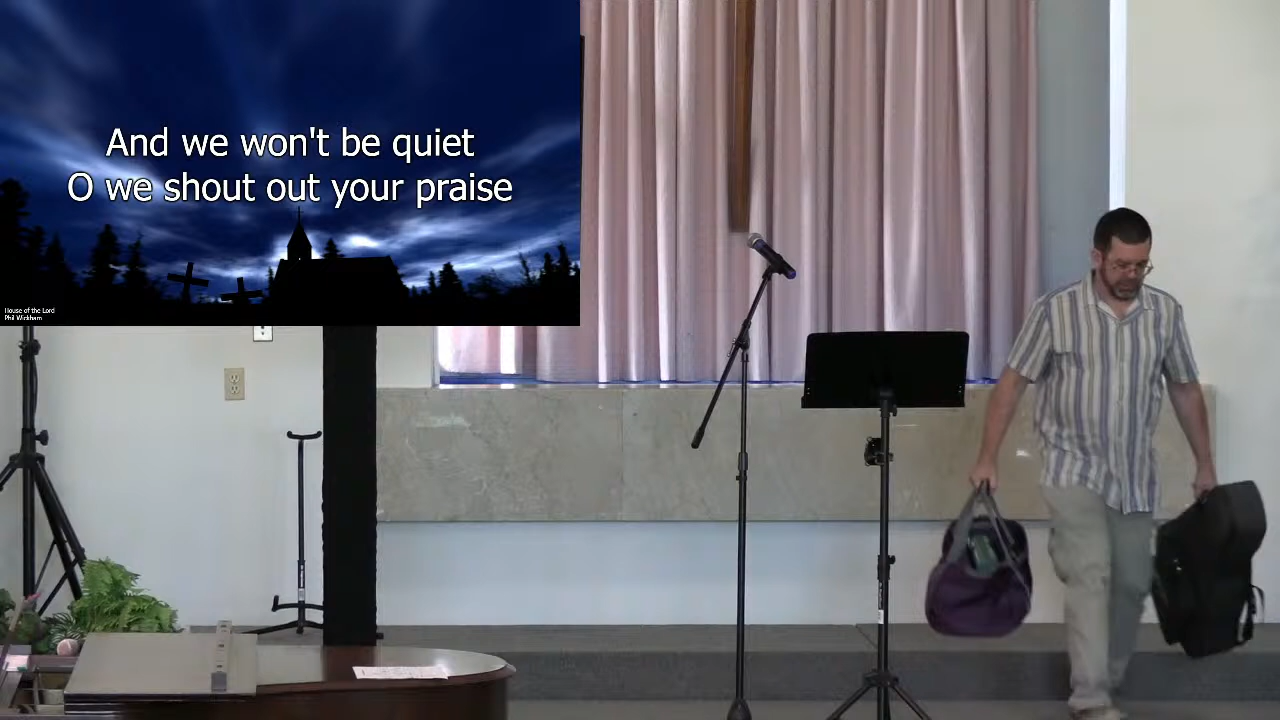 And we won't be quiet
O we shout out your praise
House of the Lord
Phil Wickham